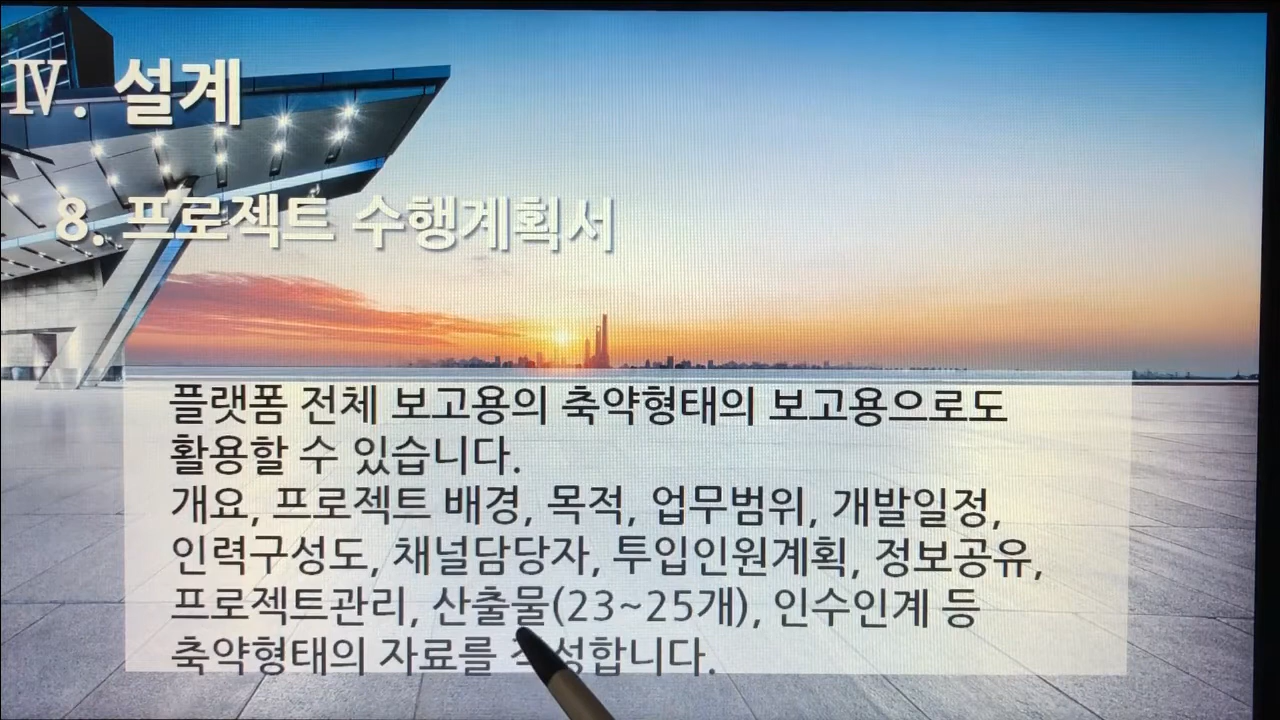 Ⅳ. 설계
8. 프로젝트 수행계획서
플랫폼 전체 보고용의 축약형태의 보고용으로도
활용할 수 있습니다.
개요, 프로젝트 배경, 목적, 업무범위, 개발일정,
인력구성도, 채널담당자, 투입인원계획, 정보공유,
프로젝트관리, 산출물(23~25개), 인수인계 등
축약형태의 자료를